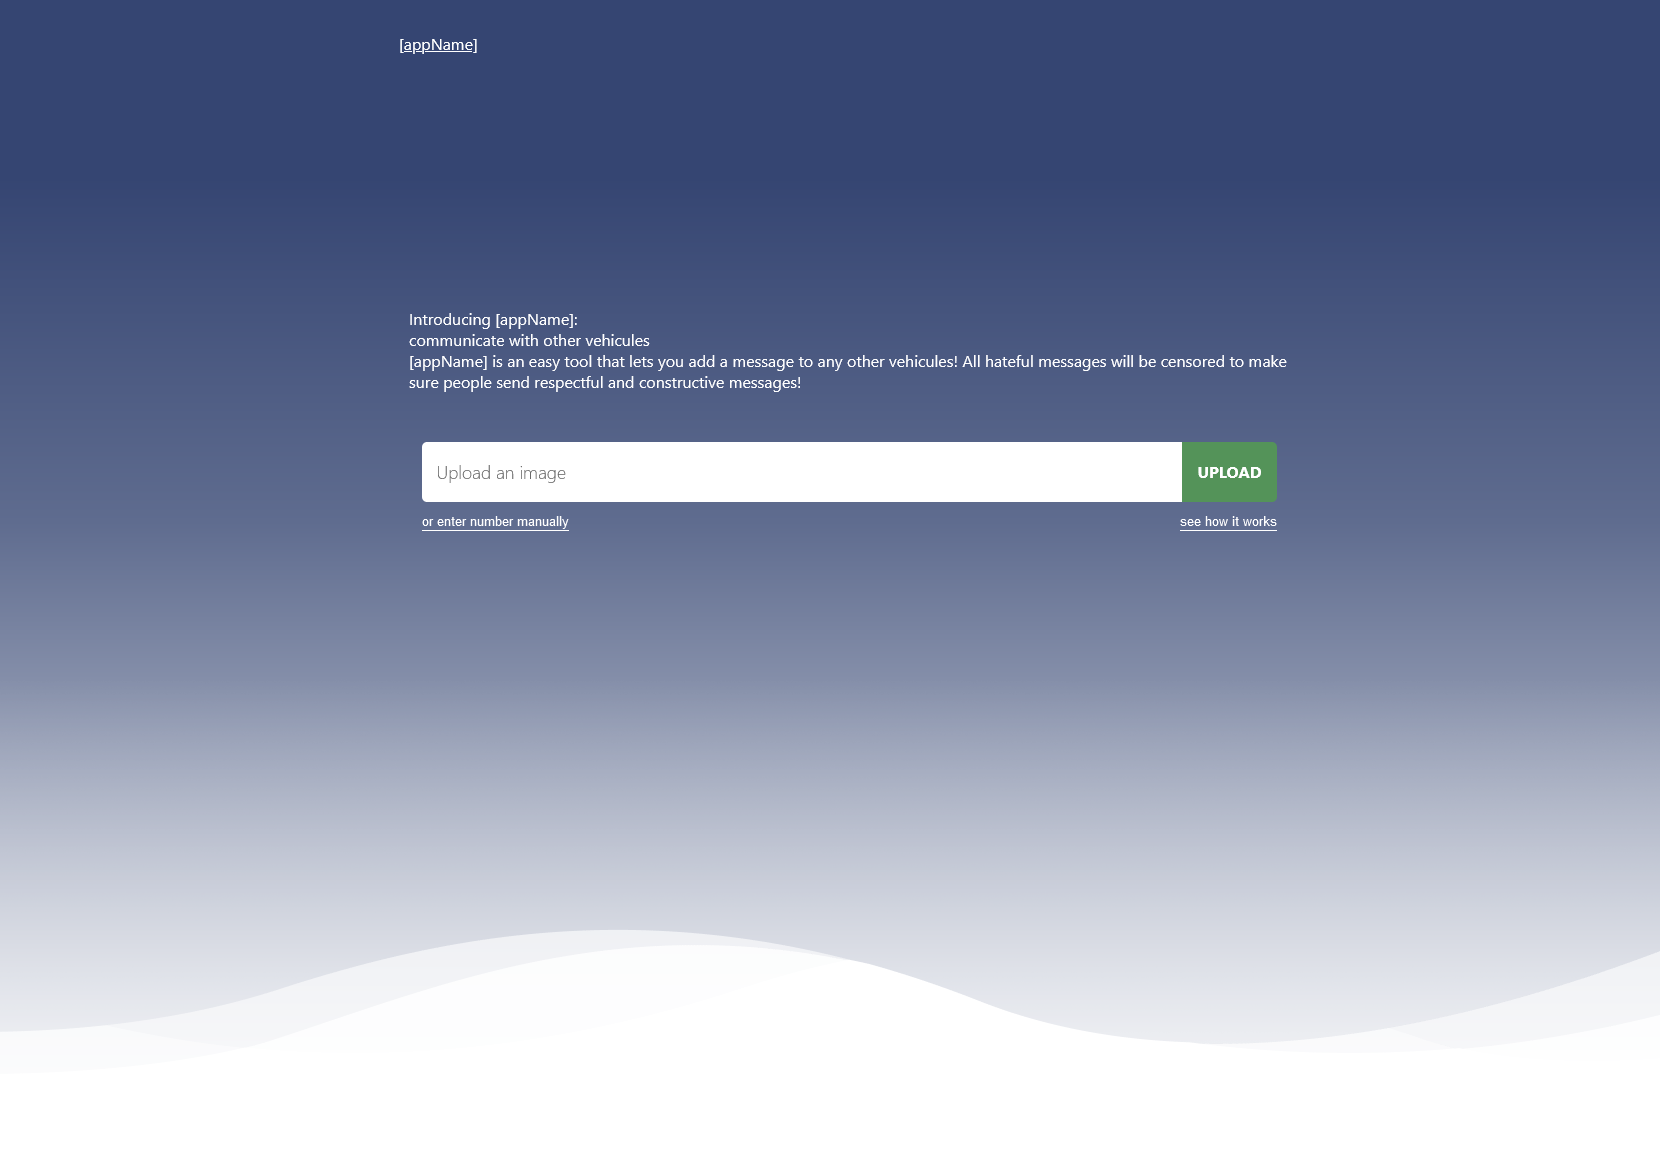 [appName]
Introducing [appName]:
communicate with other vehicules
[appName] is an easy tool that lets you add a message to any other vehicules! All hateful messages will be censored to make
sure people send respectful and constructive messages!
Upload an image
UPLOAD
or enter number manually
see how it works